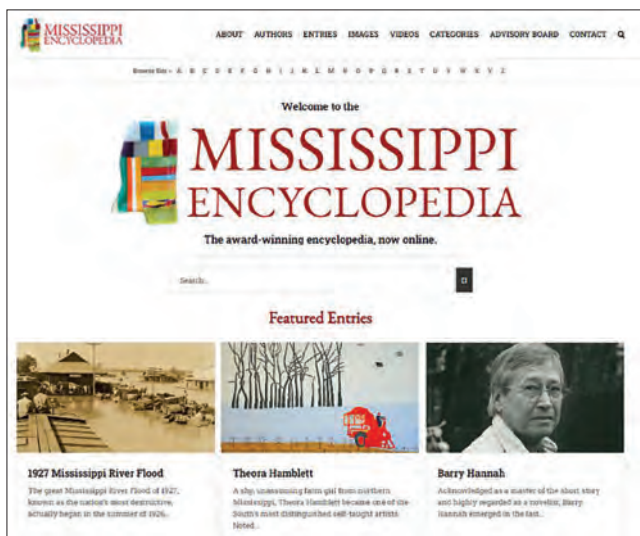 MISSISSIPPI
ENCYCLOPEDIA
ABOUT AUTHORS ENTRIES IMAGES VIDEOS CATEGORIES ADVISORY BOARD CONTACT
A B C D E F G H I J K L M N O P Q R S T U V W X Y Z
Welcome to the
MISSISSIPPI
ENCYCLOPEDIA
The award-winning encyclopedia, now online.
Search...
Featured Entries
1927 Mississippi River Flood
The great Mississippi River Flood of 1927,
known as the nation's most destructive,
actually began in the summer of 1926...
Theora Hamblett
A shy, unassuming farm girl from northern
Mississippi, Theora Hamblett became one of the
South's most distinguished self-taught artists.
Noted...
Barry Hannah
Acknowledged as a master of the short story
and highly regarded as a novelist, Barry
Hannah emerged in the last...